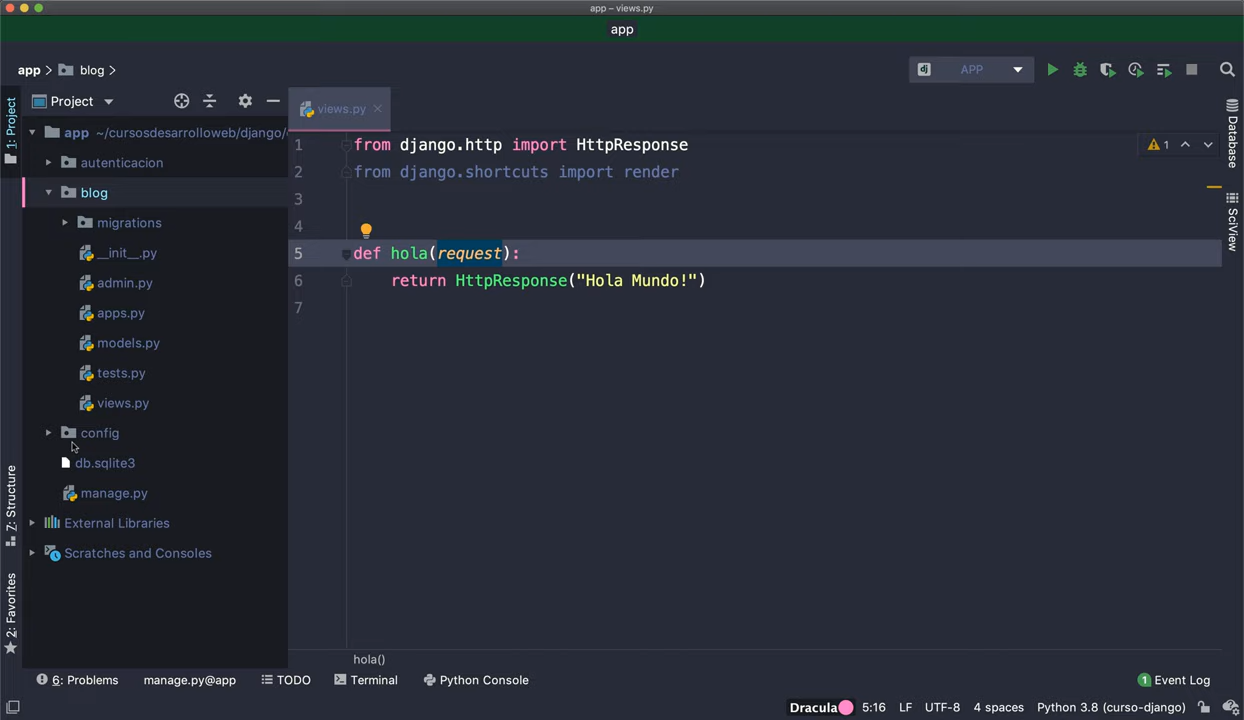 app – views.py
app
app > blog >
dj APP
1: Project
Project
views.py
app ~/cursosdesarrolloweb/django/
autenticacion
blog
migrations
__init__.py
admin.py
apps.py
models.py
tests.py
views.py
config
db.sqlite3
manage.py
External Libraries
Scratches and Consoles
Z: Structure
2: Favorites
1 from django.http import HttpResponse
2 from django.shortcuts import render
3
4
5 def hola(request):
6 return HttpResponse("Hola Mundo!")
7
1
Database
SciView
hola()
6: Problems manage.py@app TODO Terminal Python Console 1 Event Log
Dracula 5:16 LF UTF-8 4 spaces Python 3.8 (curso-django)